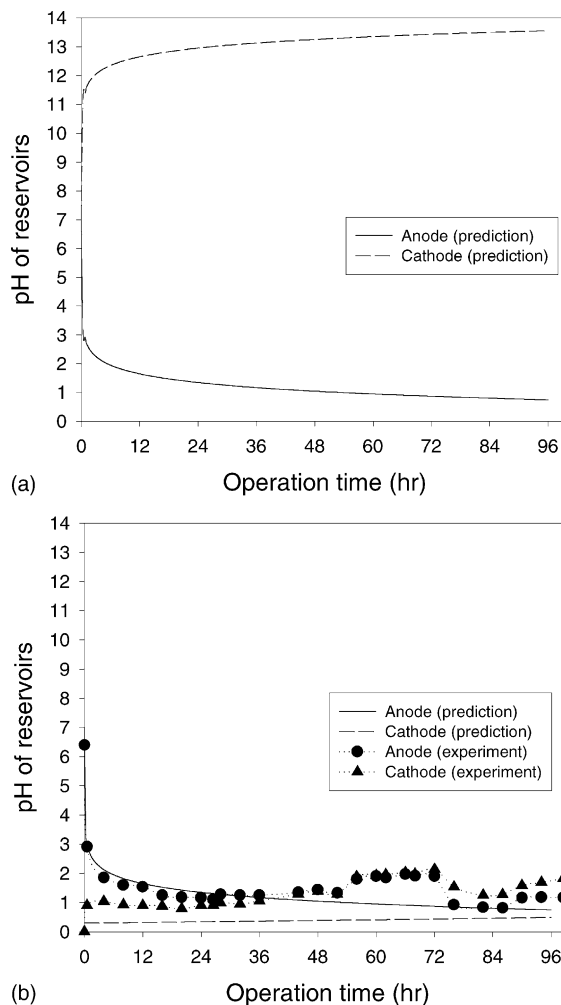 14
13
12
11
10
9
8
7
6
5
4
3
2
1
0
pH of reservoirs
Anode (prediction)
Cathode (prediction)
0 12 24 36 48 60 72 84 96
(a) Operation time (hr)
14
13
12
11
10
9
8
7
6
5
4
3
2
1
0
pH of reservoirs
Anode (prediction)
Cathode (prediction)
Anode (experiment)
Cathode (experiment)
0 12 24 36 48 60 72 84 96
(b) Operation time (hr)